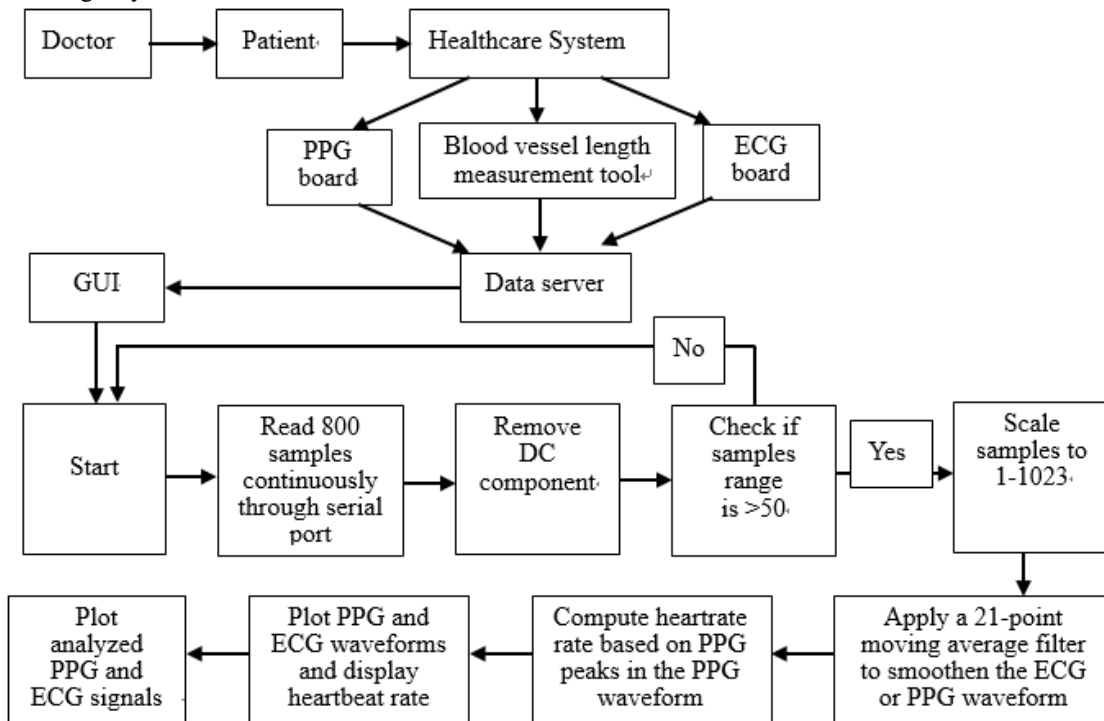 Doctor
Patient
Healthcare System
PPG
board
Blood vessel length
measurement tool
ECG
board
GUI
Data server
No
Start
Read 800
samples
continuously
through serial
port
Remove
DC
component
Check if
samples
range
is >50
Yes
Scale
samples to
1-1023
Plot
analyzed
PPG and
ECG signals
Plot PPG and
ECG waveforms
and display
heartbeat rate
Compute heartrate
rate based on PPG
peaks in the PPG
waveform
Apply a 21-point
moving average filter
to smoothen the ECG
or PPG waveform